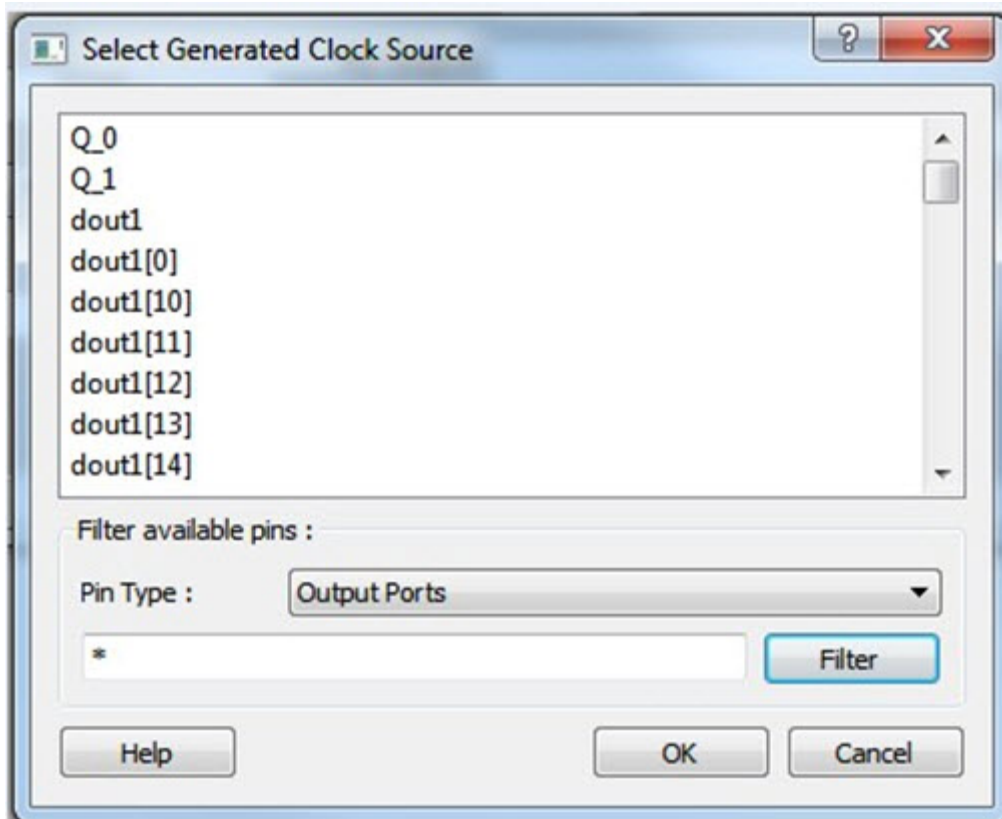 Select Generated Clock Source
Q_0
Q_1
dout1
dout1[0]
dout1[10]
dout1[11]
dout1[12]
dout1[13]
dout1[14]
Filter available pins :
Pin Type : Output Ports
* Filter
Help OK Cancel